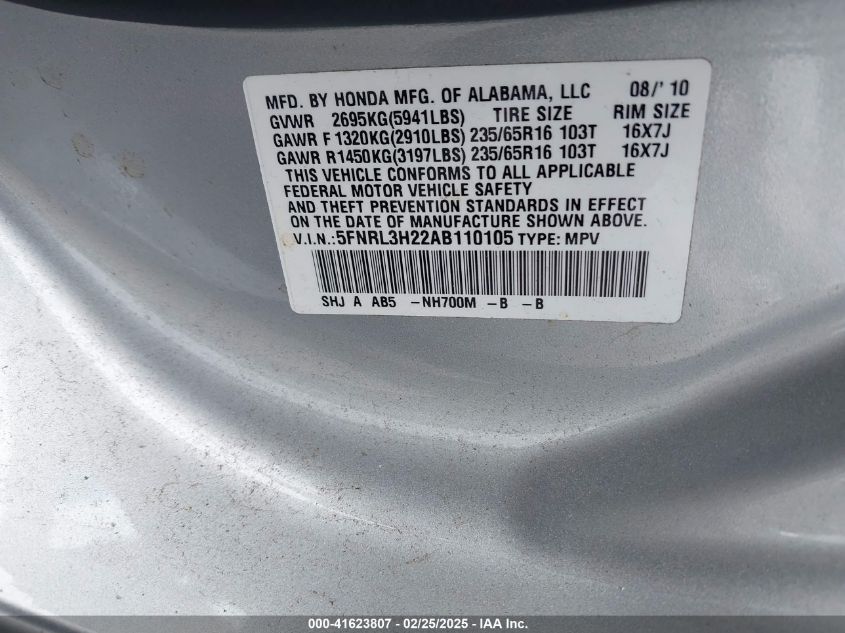 MFD. BY HONDA MFG. OF ALABAMA, LLC 08/' 10
GVWR 2695KG(5941LBS) TIRE SIZE RIM SIZE
GAWR F 1320KG(2910LBS) 235/65R16 103T 16X7J
GAWR R1450KG(3197LBS) 235/65R16 103T 16X7J
THIS VEHICLE CONFORMS TO ALL APPLICABLE
FEDERAL MOTOR VEHICLE SAFETY
AND THEFT PREVENTION STANDARDS IN EFFECT
ON THE DATE OF MANUFACTURE SHOWN ABOVE.
V.I.N.:5FNRL3H22AB110105 TYPE: MPV
SHJ A AB5 -NH700M -B -B
000-41623807 - 02/25/2025 - IAA Inc.